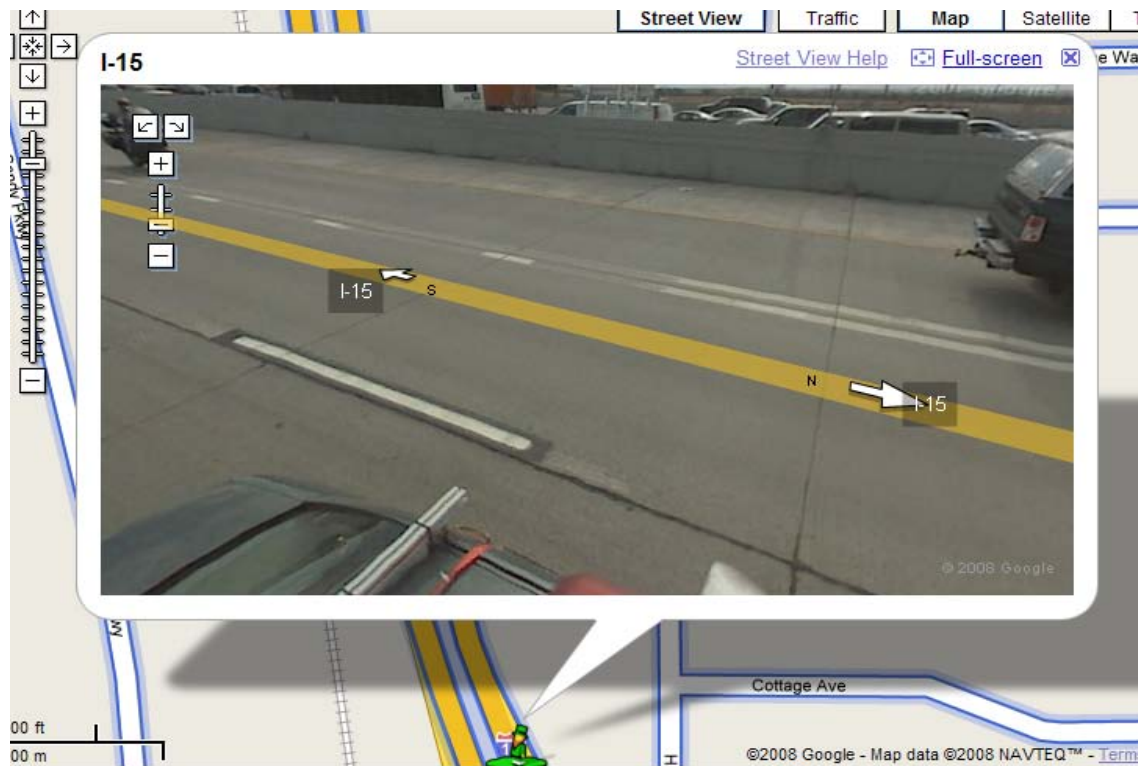 Street View
Traffic
Map
Satellite
I-15
Street View Help
Full-screen
e Wa
I-15
S
N
I-15
© 2008 Google
Cottage Ave
00 ft
00 m
©2008 Google - Map data ©2008 NAVTEQ™ - Term